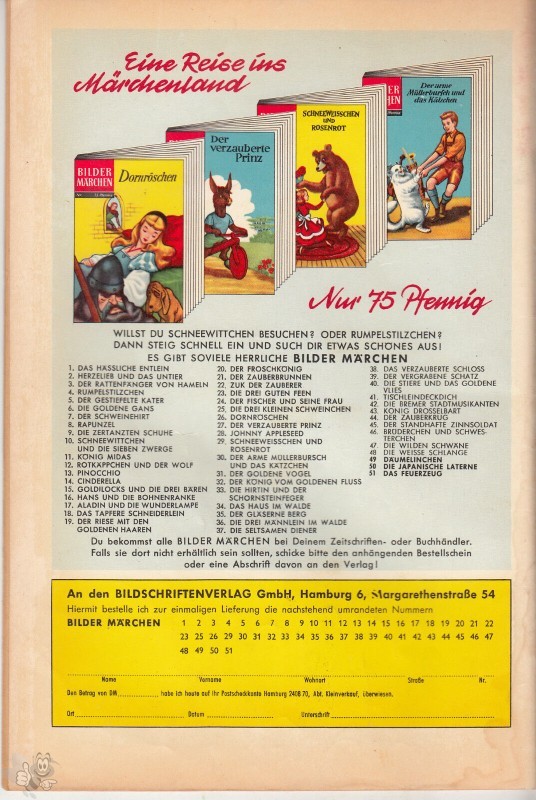 Eine Reise ins
Märchenland
Der arme
Müllerbursch und
das Kätzchen
SCHNEEWEISSCHEN
UND
ROSENROT
Der
verzauberte
Prinz
BILDER
MÄRCHEN
Dornröschen
Nur 75 Pfennig
WILLST DU SCHNEEWITTCHEN BESUCHEN? ODER RUMPELSTILZCHEN?
DANN STEIG SCHNELL EIN UND SUCH DIR ETWAS SCHÖNES AUS!
ES GIBT SOVIELE HERRLICHE BILDER MÄRCHEN
1. DAS HÄSSLICHE ENTLEIN
2. HERZELIEB UND DAS UNTIER
3. DER RATTENFÄNGER VON HAMELN
4. RUMPELSTILZCHEN
5. DER GESTIEFELTE KATER
6. DIE GOLDENE GANS
7. DER SCHWEINEHIRT
8. RAPUNZEL
9. DIE ZERTANZTEN SCHUHE
10. SCHNEEWITTCHEN
UND DIE SIEBEN ZWERGE
11. KÖNIG MIDAS
12. ROTKÄPPCHEN UND DER WOLF
13. PINOCCHIO
14. CINDERELLA
15. GOLDILOCKS UND DIE DREI BÄREN
16. HANS UND DIE BOHNENRANKE
17. ALADIN UND DIE WUNDERLAMPE
18. DAS TAPFERE SCHNEIDERLEIN
19. DER RIESE MIT DEN
GOLDENEN HAAREN
20. DER FROSCHKÖNIG
21. DER ZAUBERBRUNNEN
22. ZUK DER ZAUBERER
23. DIE DREI GUTEN FEEN
24. DER FISCHER UND SEINE FRAU
25. DIE DREI KLEINEN SCHWEINCHEN
26. DORNRÖSCHEN
27. DER VERZAUBERTE PRINZ
28. JOHNNY APPLESEED
29. SCHNEEWEISSCHEN UND
ROSENROT
30. DER ARME MÜLLERBURSCH
UND DAS KÄTZCHEN
31. DER GOLDENE VOGEL
32. DER KÖNIG VOM GOLDENEN FLUSS
33. DIE HIRTIN UND DER
SCHORNSTEINFEGER
34. DAS HAUS IM WALDE
35. DER GLÄSERNE BERG
36. DIE DREI MÄNNLEIN IM WALDE
37. DIE SELTSAMEN DIENER
38. DAS VERZAUBERTE SCHLOSS
39. DER VERGRABENE SCHATZ
40. DIE STIERE UND DAS GOLDENE
VLIES
41. TISCHLEINDECKDICH
42. DIE BREMER STADTMUSIKANTEN
43. KÖNIG DROSSELBART
44. DER ZAUBERKRUG
45. DER STANDHAFTE ZINNSOLDAT
46. BRÜDERCHEN UND SCHWES-
TERCHEN
47. DIE WILDEN SCHWÄNE
48. DIE WEISSE SCHLANGE
49. DÄUMELINCHEN
50. DIE JAPANISCHE LATERNE
51. DAS FEUERZEUG
Du bekommst alle BILDER MÄRCHEN bei Deinem Zeitschriften- oder Buchhändler.
Falls sie dort nicht erhältlich sein sollten, schicke bitte den anhängenden Bestellschein
oder eine Abschrift davon an den Verlag!
An den BILDSCHRIFTENVERLAG GmbH, Hamburg 6, Margarethenstraße 54
Hiermit bestelle ich zur einmaligen Lieferung die nachstehend umrandeten Nummern
BILDER MÄRCHEN 1 2 3 4 5 6 7 8 9 10 11 12 13 14 15 16 17 18 19 20 21 22
23 25 26 24 29 30 31 32 33 34 35 36 37 38 39 40 41 42 43 44 45 46 47
48 49 50 51
Name Vorname Wohnort Straße Nr.
Den Betrag von DM habe ich heute auf Ihr Postscheckkonto Hamburg 2408 70, Abt. Kleinverkauf, überwiesen.
Ort Datum Unterschrift